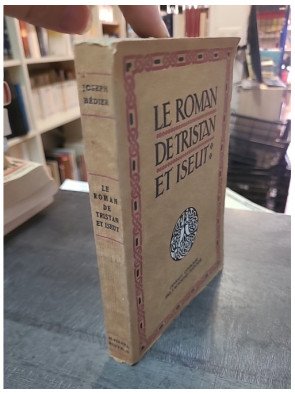 JOSEPH
BÉDIER
LE
ROMAN
DE
TRISTAN
ET ISEUT
LE ROMAN
DE TRISTAN
ET ISEUT